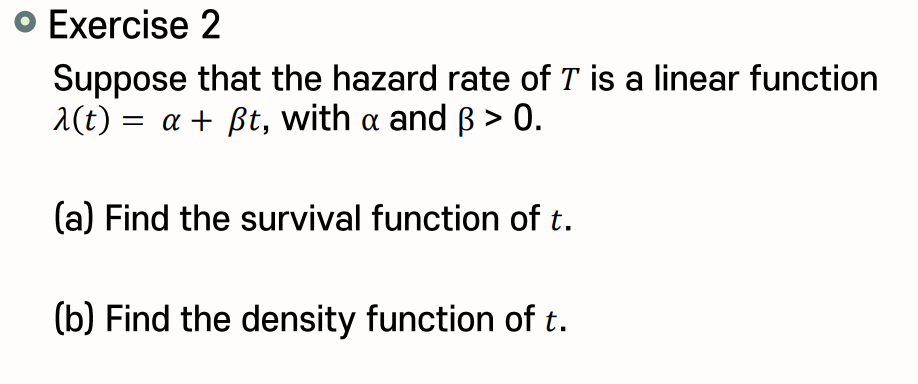 Exercise 2
Suppose that the hazard rate of T is a linear function
λ(t) = α + βt, with α and β > 0.
(a) Find the survival function of t.
(b) Find the density function of t.